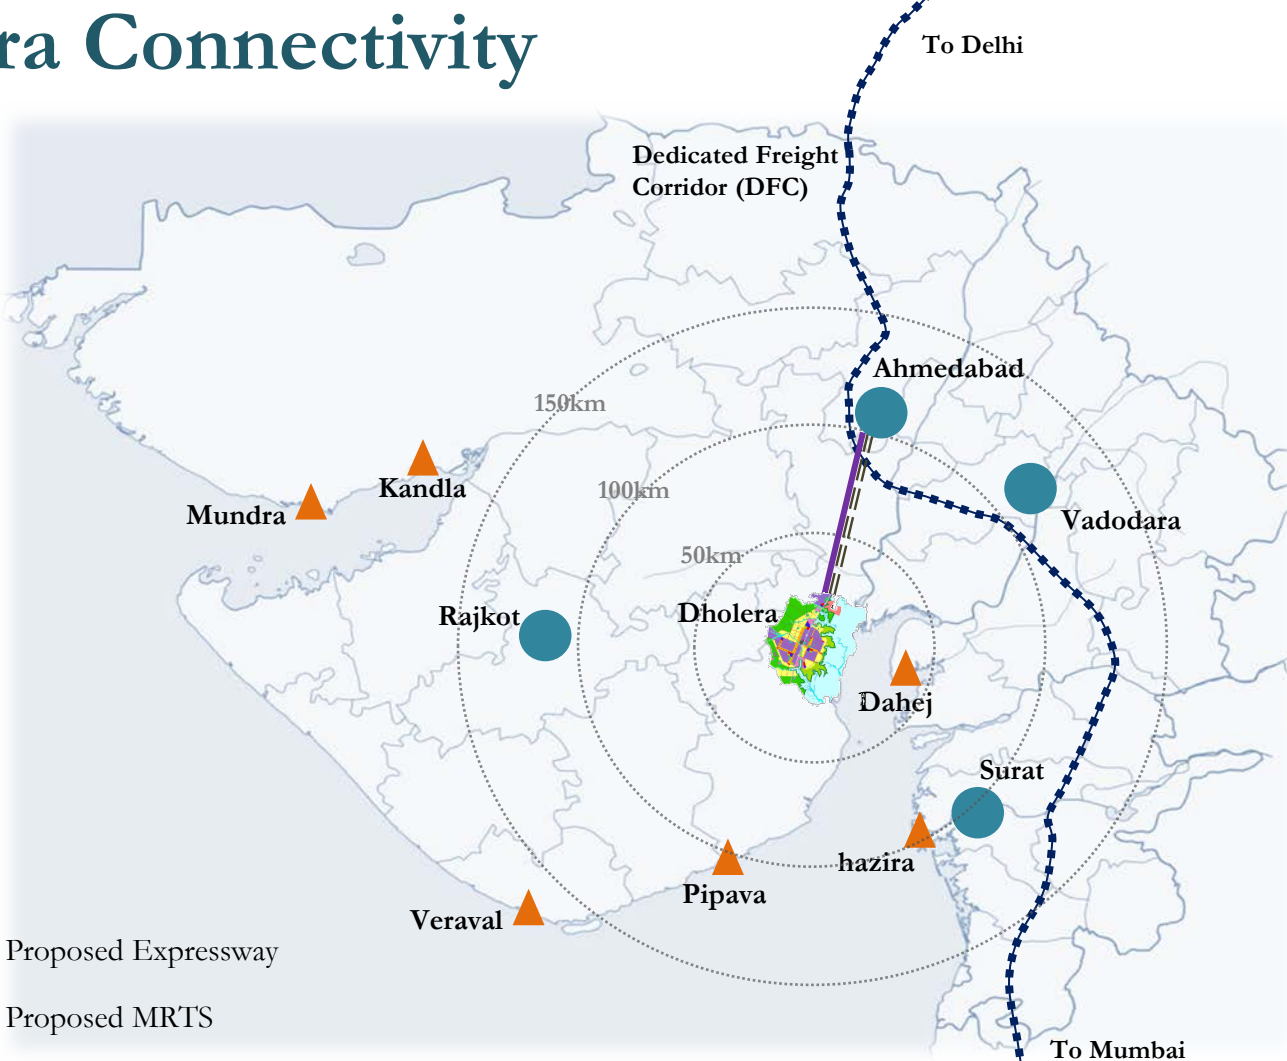 ra Connectivity
To Delhi
Dedicated Freight
Corridor (DFC)
Ahmedabad
150km
Kandla
100km
Mundra
Vadodara
50km
Rajkot
Dholera
Dahej
Surat
hazira
Pipava
Veraval
Proposed Expressway
Proposed MRTS
To Mumbai